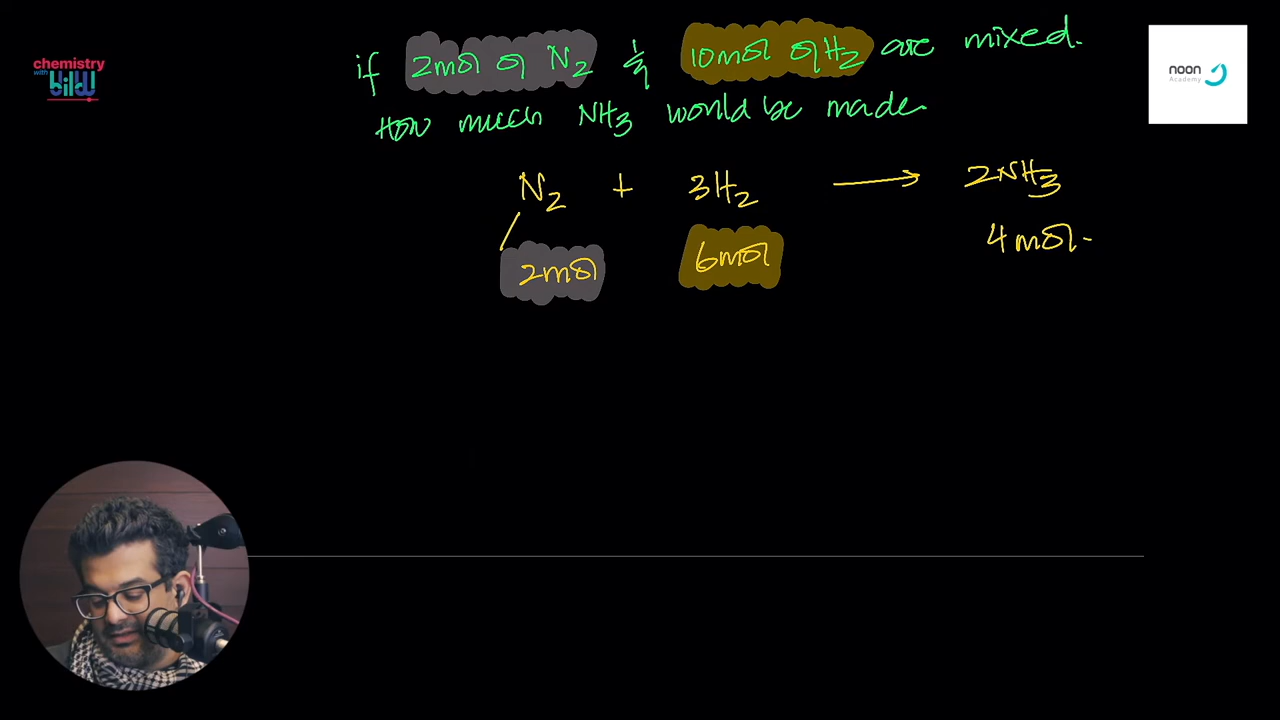 chemistry
with bildu
noon
Academy
if 2mol of N2 & 10mol of H2 are mixed.
How much NH3 would be made
N2 + 3H2 → 2NH3
2mol 6mol 4mol